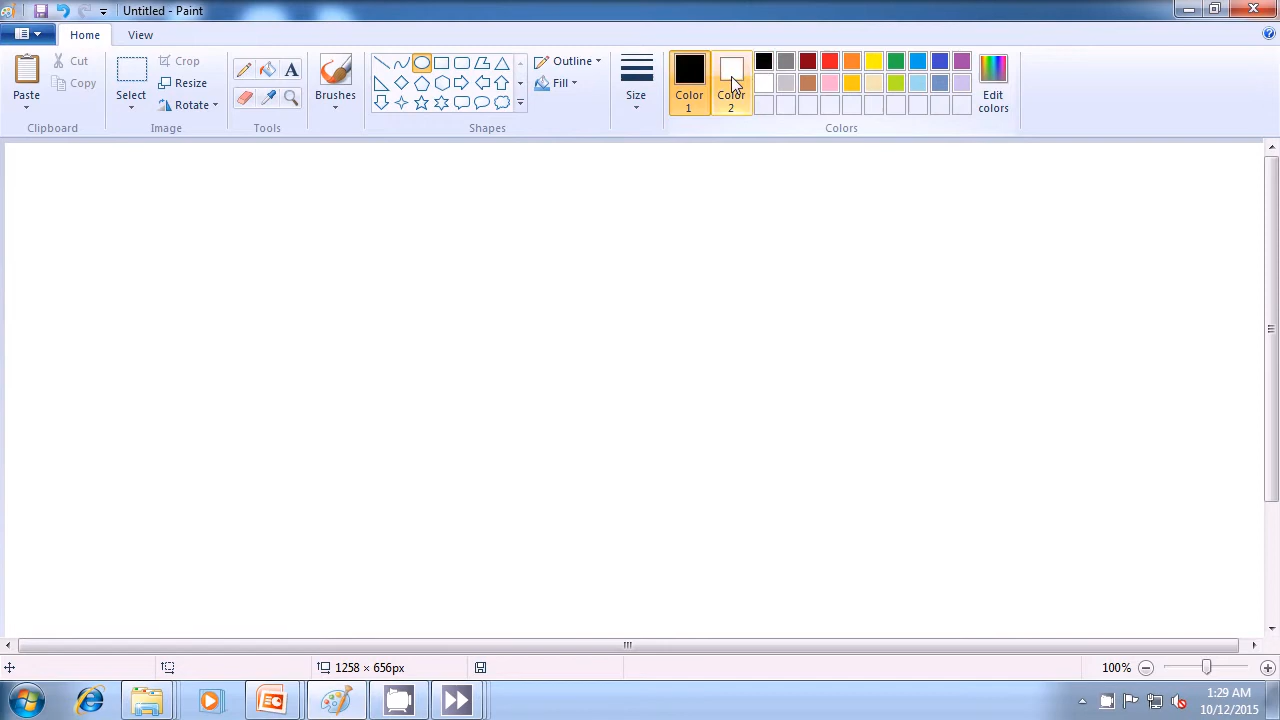 Untitled - Paint
Home View
Paste
Cut
Copy
Clipboard
Select
Crop
Resize
Rotate
Image
A
Tools
Brushes
Outline
Fill
Shapes
Size
Color 1
Color 2
Edit colors
Colors
1258 × 656px
100%
1:29 AM
10/12/2015